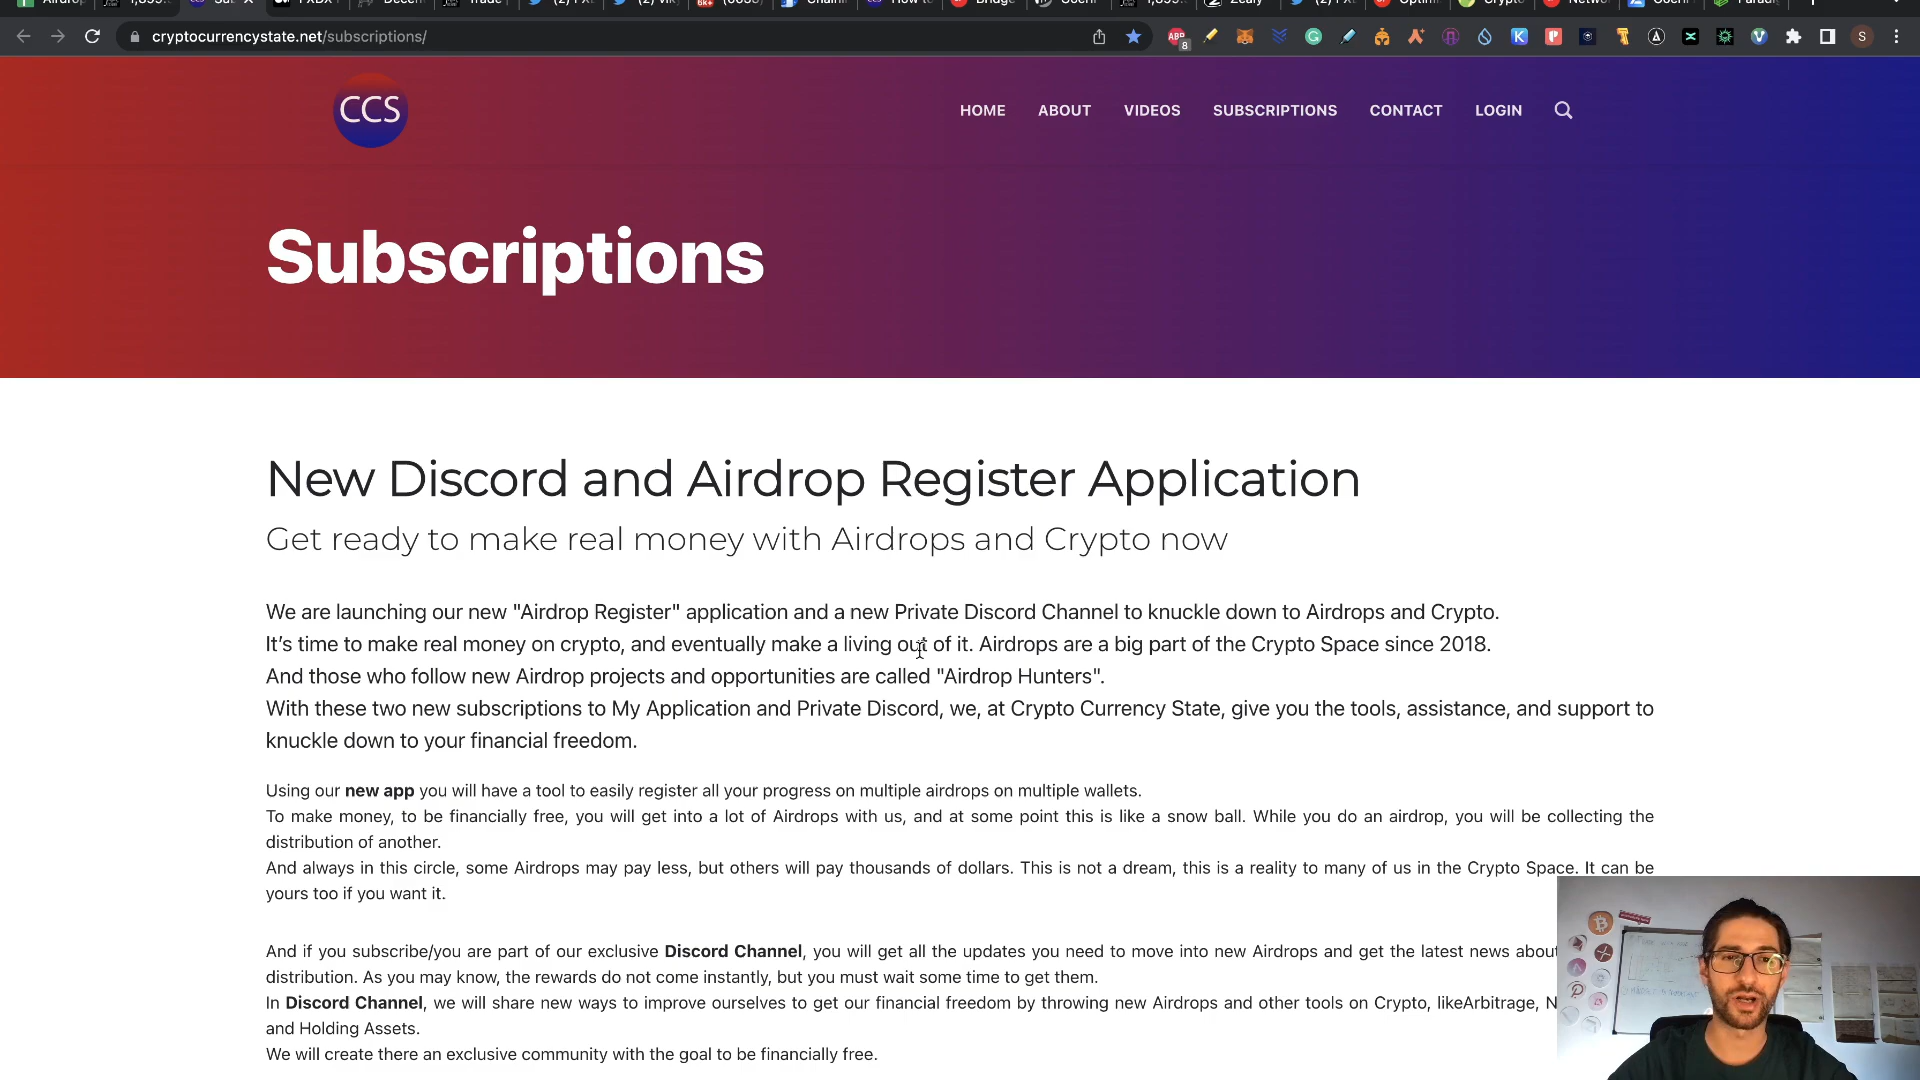 cryptocurrencystate.net/subscriptions/
ABP
8
S
CCS
HOME
ABOUT
VIDEOS
SUBSCRIPTIONS
CONTACT
LOGIN
Subscriptions
New Discord and Airdrop Register Application
Get ready to make real money with Airdrops and Crypto now
We are launching our new "Airdrop Register" application and a new Private Discord Channel to knuckle down to Airdrops and Crypto.
It's time to make real money on crypto, and eventually make a living out of it. Airdrops are a big part of the Crypto Space since 2018.
And those who follow new Airdrop projects and opportunities are called "Airdrop Hunters".
With these two new subscriptions to My Application and Private Discord, we, at Crypto Currency State, give you the tools, assistance, and support to
knuckle down to your financial freedom.
Using our new app you will have a tool to easily register all your progress on multiple airdrops on multiple wallets.
To make money, to be financially free, you will get into a lot of Airdrops with us, and at some point this is like a snow ball. While you do an airdrop, you will be collecting the
distribution of another.
And always in this circle, some Airdrops may pay less, but others will pay thousands of dollars. This is not a dream, this is a reality to many of us in the Crypto Space. It can be
yours too if you want it.
And if you subscribe/you are part of our exclusive Discord Channel, you will get all the updates you need to move into new Airdrops and get the latest news about
distribution. As you may know, the rewards do not come instantly, but you must wait some time to get them.
In Discord Channel, we will share new ways to improve ourselves to get our financial freedom by throwing new Airdrops and other tools on Crypto, likeArbitrage, N
and Holding Assets.
We will create there an exclusive community with the goal to be financially free.